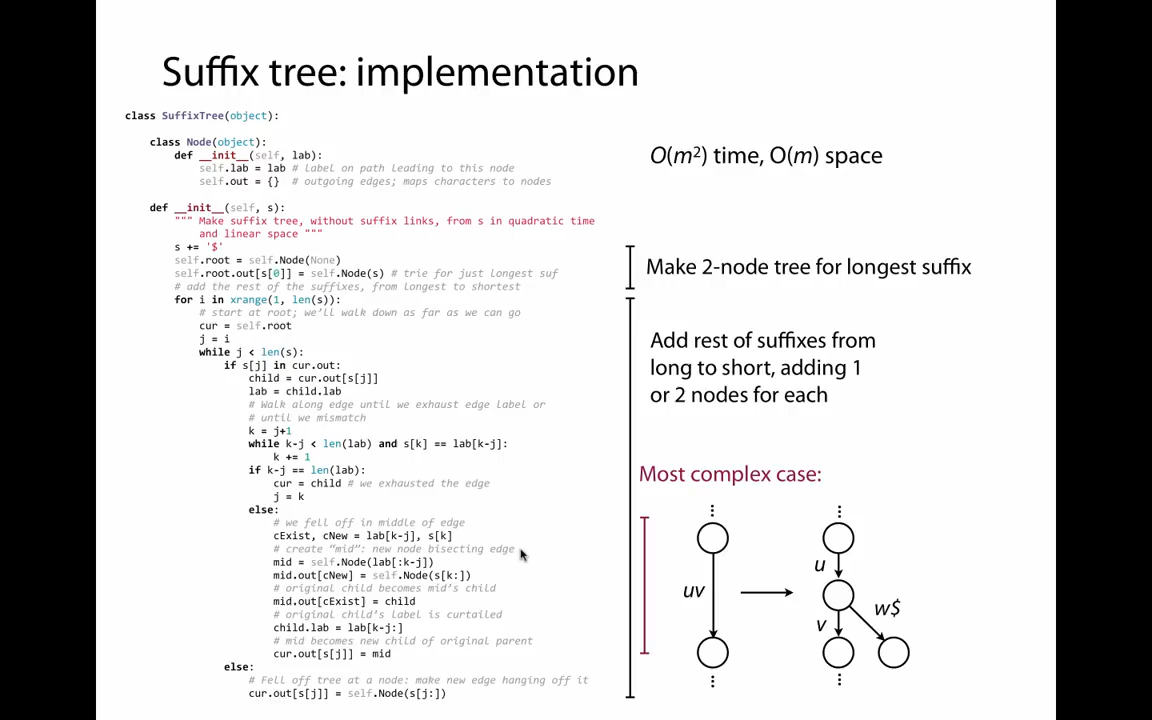 Suffix tree: implementation
class SuffixTree(object):
    class Node(object):
        def __init__(self, lab):
            self.lab = lab # label on path leading to this node
            self.out = {}  # outgoing edges; maps characters to nodes
    def __init__(self, s):
        """ Make suffix tree, without suffix links, from s in quadratic time
            and linear space """
        s += '$'
        self.root = self.Node(None)
        self.root.out[s[0]] = self.Node(s) # trie for just longest suf
        # add the rest of the suffixes, from longest to shortest
        for i in xrange(1, len(s)):
            # start at root; we’ll walk down as far as we can go
            cur = self.root
            j = i
            while j < len(s):
                if s[j] in cur.out:
                    child = cur.out[s[j]]
                    lab = child.lab
                    # Walk along edge until we exhaust edge label or
                    # until we mismatch
                    k = j+1
                    while k-j < len(lab) and s[k] == lab[k-j]:
                        k += 1
                    if k-j == len(lab):
                        cur = child # we exhausted the edge
                        j = k
                    else:
                        # we fell off in middle of edge
                        cExist, cNew = lab[k-j], s[k]
                        # create “mid”: new node bisecting edge
                        mid = self.Node(lab[:k-j])
                        mid.out[cNew] = self.Node(s[k:])
                        # original child becomes mid’s child
                        mid.out[cExist] = child
                        # original child’s label is curtailed
                        child.lab = lab[k-j:]
                        # mid becomes new child of original parent
                        cur.out[s[j]] = mid
                else:
                    # Fell off tree at a node: make new edge hanging off it
                    cur.out[s[j]] = self.Node(s[j:])
O(m²) time, O(m) space
Make 2-node tree for longest suffix
Add rest of suffixes from
long to short, adding 1
or 2 nodes for each
Most complex case:
uv
u
v
w$